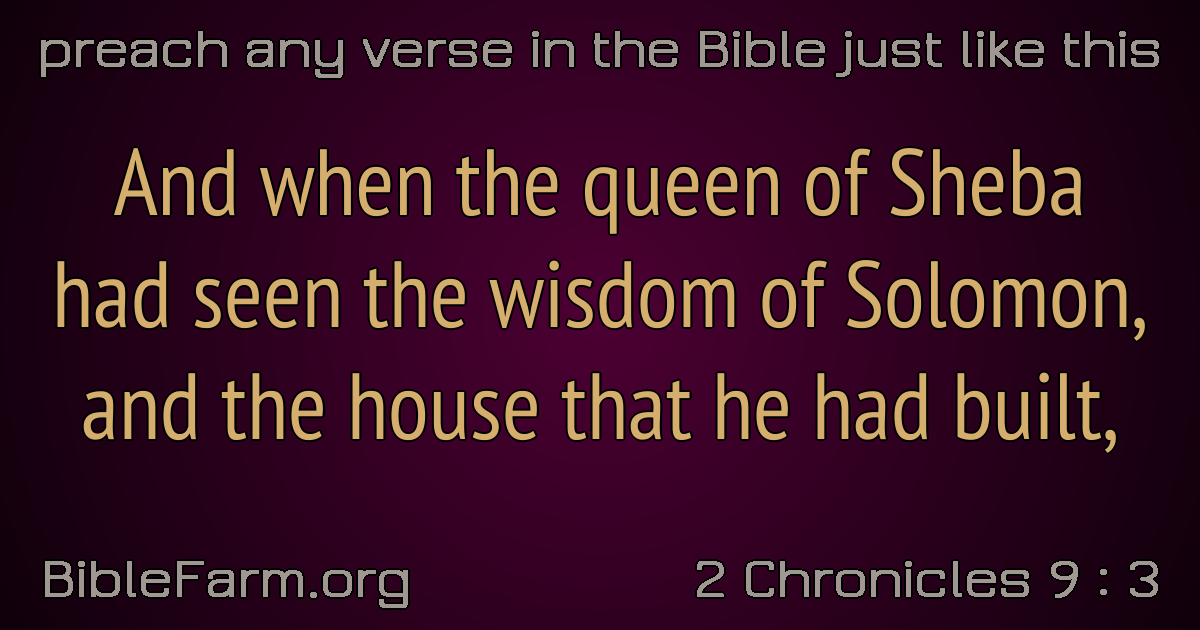 preach any verse in the Bible just like this
And when the queen of Sheba
had seen the wisdom of Solomon,
and the house that he had built,
BibleFarm.org
2 Chronicles 9 : 3